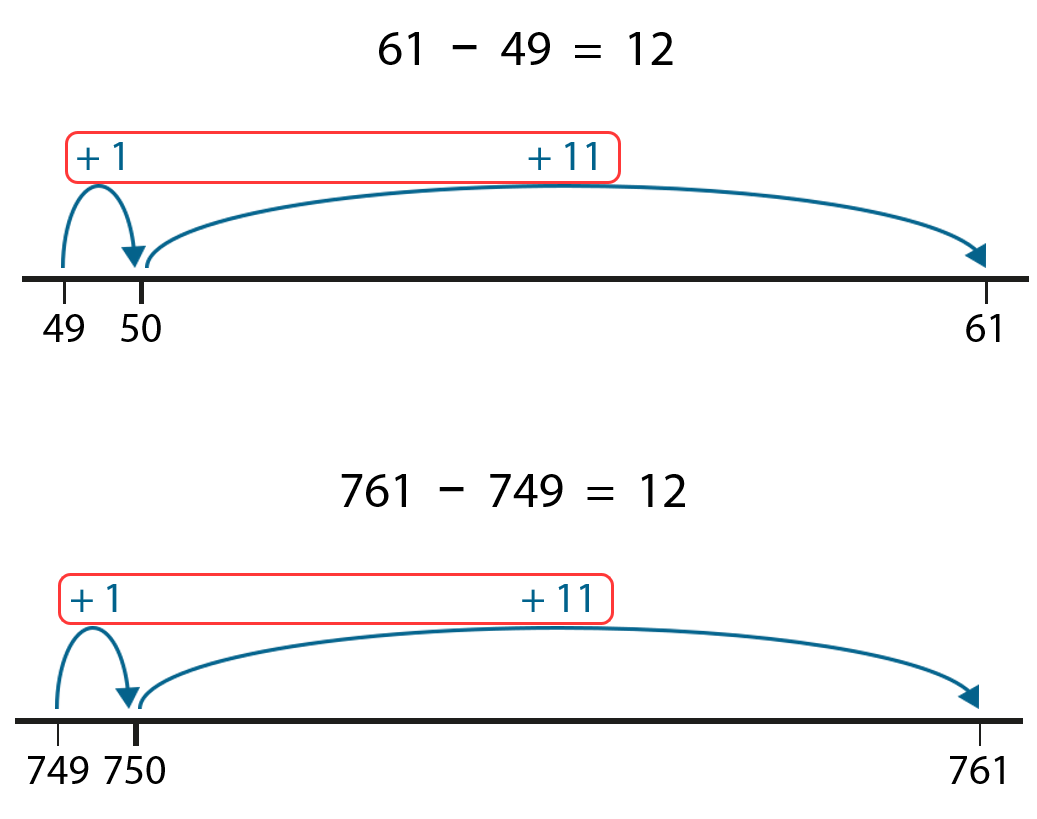 61 − 49 = 12
+ 1 + 11
49 50 61
761 − 749 = 12
+ 1 + 11
749 750 761